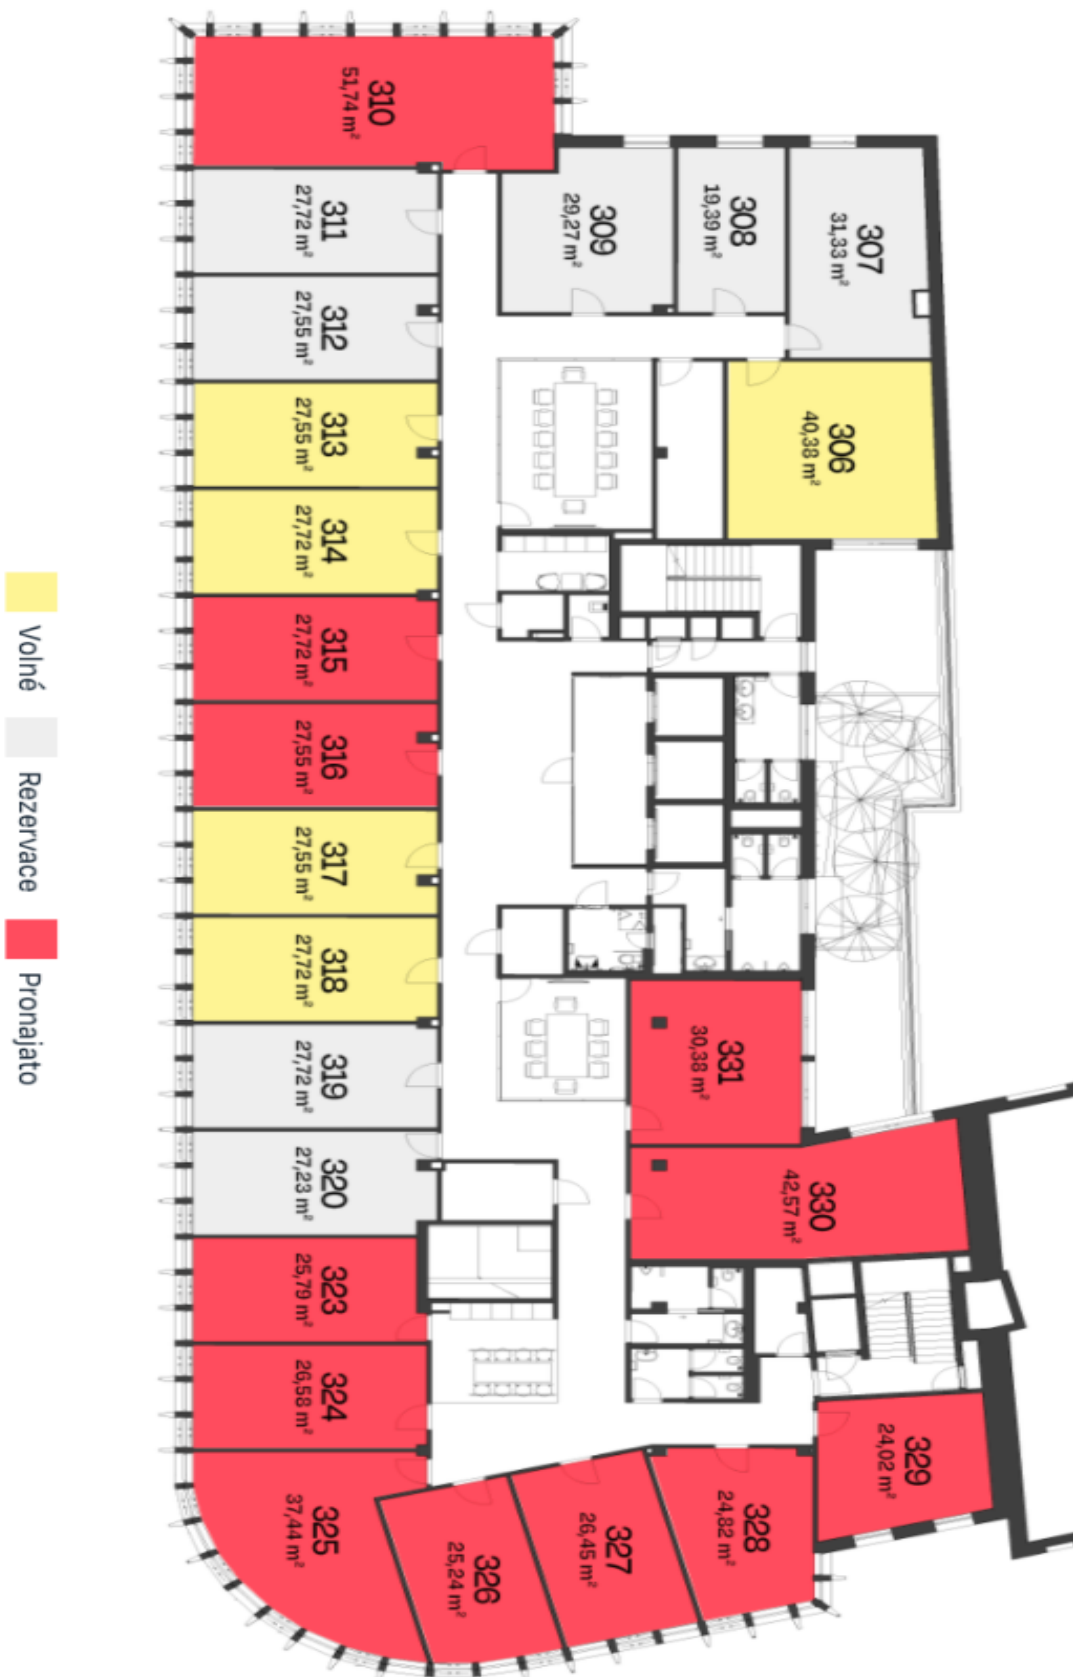 310
51,74 m²
311
27,72 m²
312
27,55 m²
313
27,55 m²
314
27,72 m²
315
27,72 m²
316
27,55 m²
317
27,55 m²
318
27,72 m²
319
27,72 m²
320
27,23 m²
323
25,79 m²
324
26,58 m²
325
37,44 m²
326
25,24 m²
327
26,45 m²
328
24,82 m²
329
24,02 m²
330
42,57 m²
331
30,38 m²
306
40,38 m²
307
31,33 m²
308
19,39 m²
309
29,27 m²
Volné
Rezervace
Pronajato